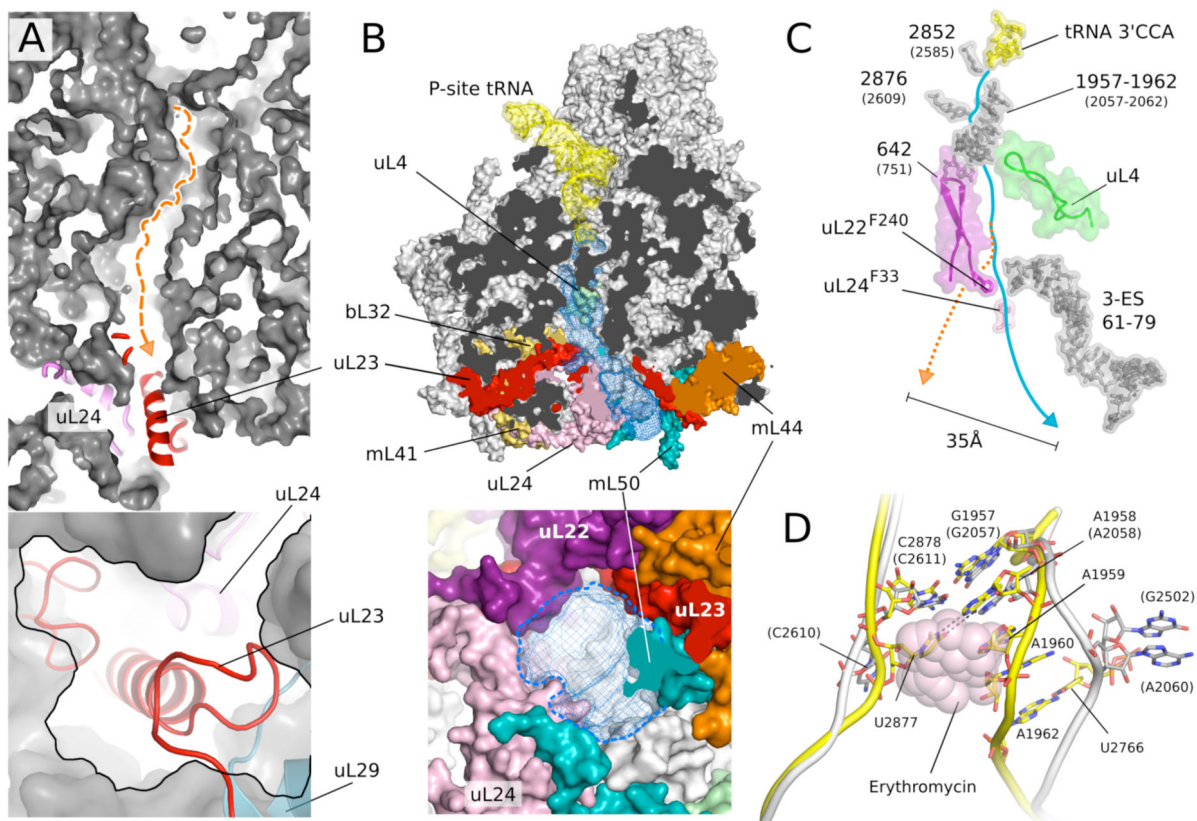 A
uL24
uL24
uL23
uL29
B
P-site tRNA
uL4
bL32
uL23
mL41
uL24
mL50
mL44
uL22
uL23
uL24
C
2852
(2585)
tRNA 3'CCA
2876
(2609)
1957-1962
(2057-2062)
642
(751)
uL4
uL22F240
uL24F33
3-ES
61-79
35Å
D
G1957
(G2057)
A1958
(A2058)
C2878
(C2611)
A1959
(G2502)
(C2610)
A1960
(A2060)
U2877
A1962
U2766
Erythromycin